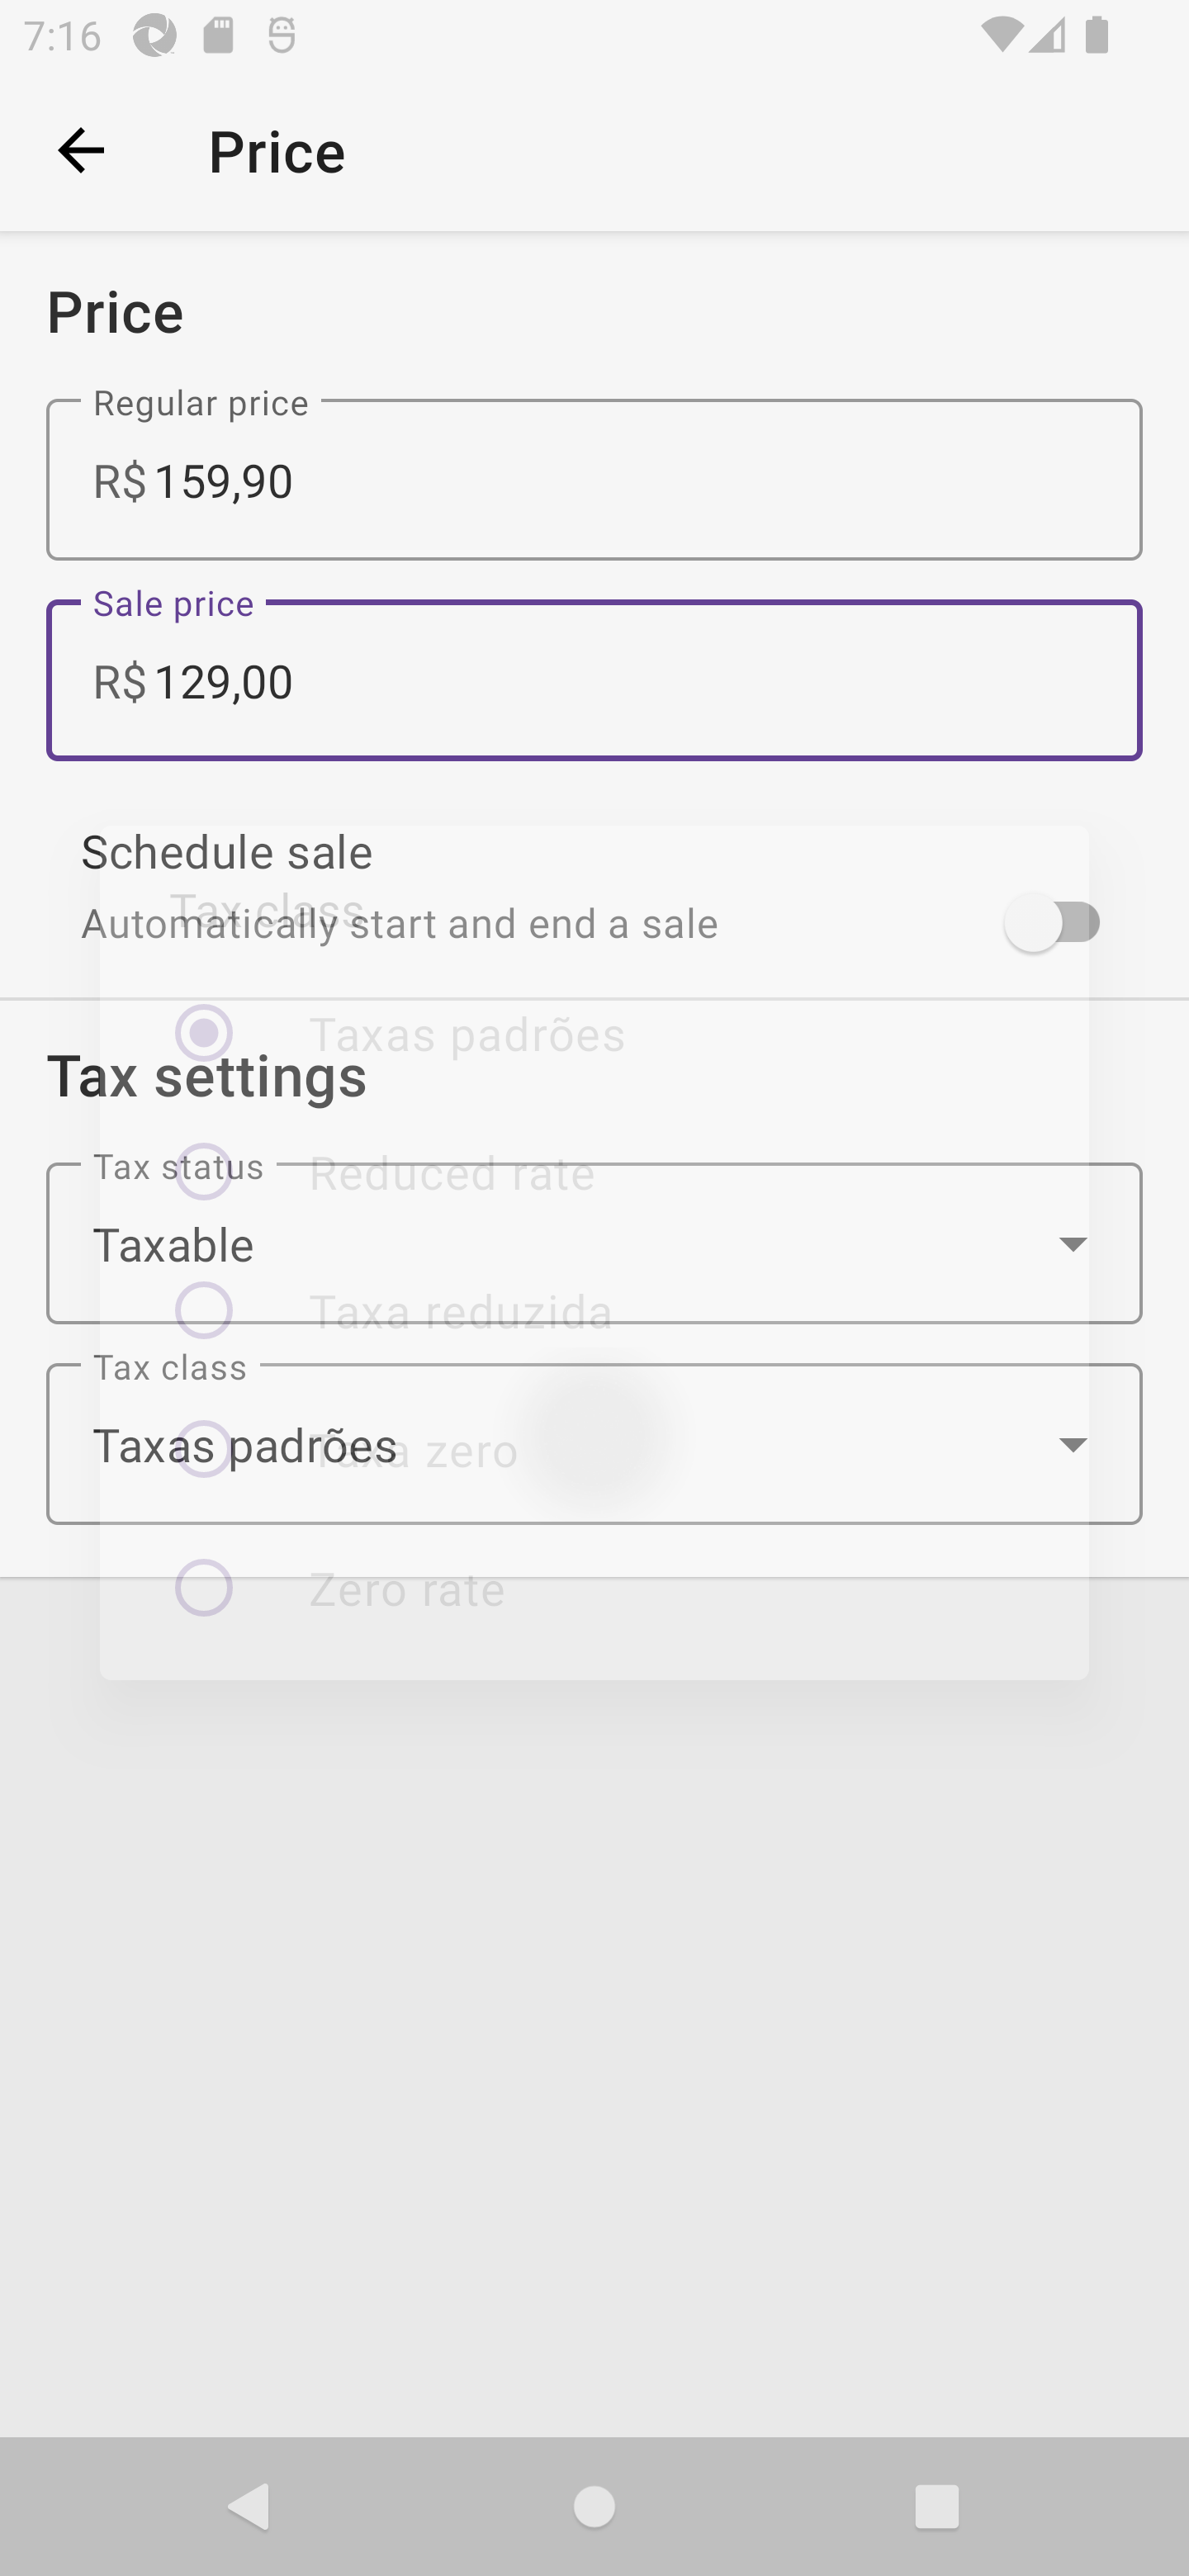 7:16
Price
Price
Regular price
R$ 159,90
Sale price
R$ 129,00
Schedule sale
Tax class
Automatically start and end a sale
Taxas padrões
Tax settings
Tax status
Reduced rate
Taxable
Taxa reduzida
Tax class
Taxas padrões
Taxa zero
Zero rate